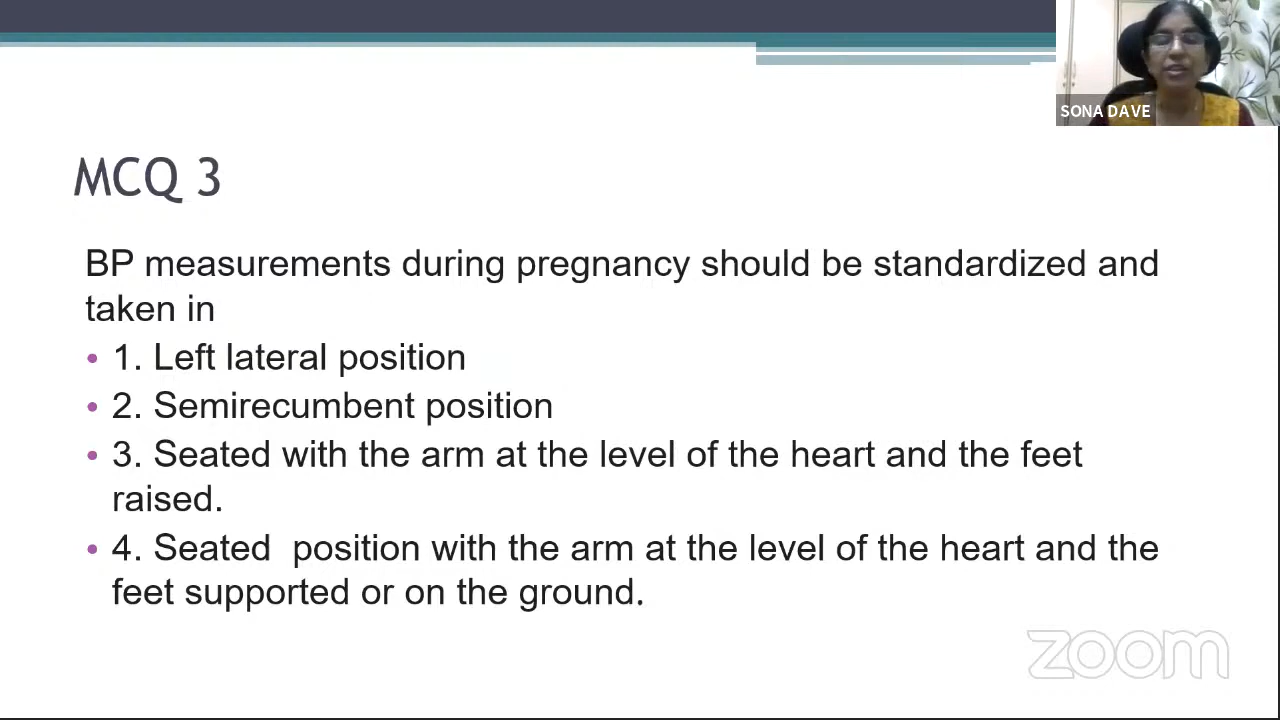 SONA DAVE
MCQ 3
BP measurements during pregnancy should be standardized and
taken in
• 1. Left lateral position
• 2. Semirecumbent position
• 3. Seated with the arm at the level of the heart and the feet
raised.
• 4. Seated  position with the arm at the level of the heart and the
feet supported or on the ground.
zoom